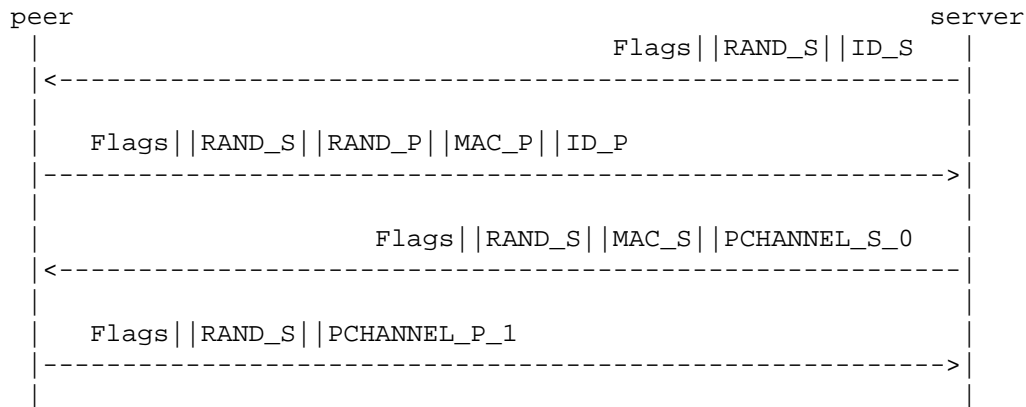 peer server
Flags||RAND_S||ID_S
Flags||RAND_S||RAND_P||MAC_P||ID_P
Flags||RAND_S||MAC_S||PCHANNEL_S_0
Flags||RAND_S||PCHANNEL_P_1